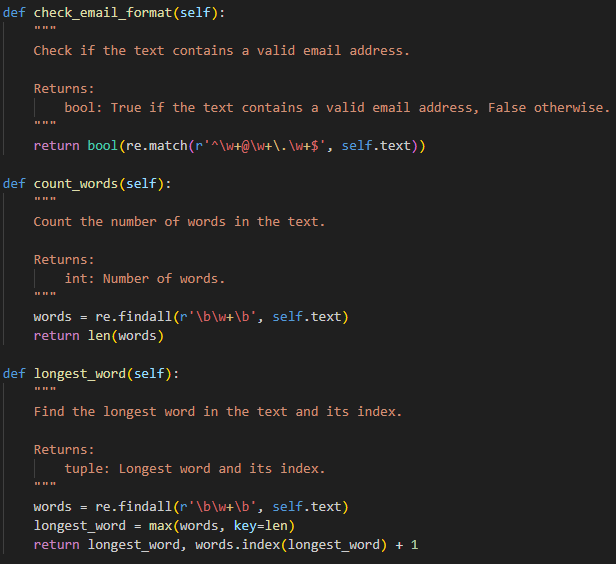 def check_email_format(self):
    """
    Check if the text contains a valid email address.

    Returns:
        bool: True if the text contains a valid email address, False otherwise.
    """
    return bool(re.match(r'^\w+@\w+\.\w+$', self.text))

def count_words(self):
    """
    Count the number of words in the text.

    Returns:
        int: Number of words.
    """
    words = re.findall(r'\b\w+\b', self.text)
    return len(words)

def longest_word(self):
    """
    Find the longest word in the text and its index.

    Returns:
        tuple: Longest word and its index.
    """
    words = re.findall(r'\b\w+\b', self.text)
    longest_word = max(words, key=len)
    return longest_word, words.index(longest_word) + 1